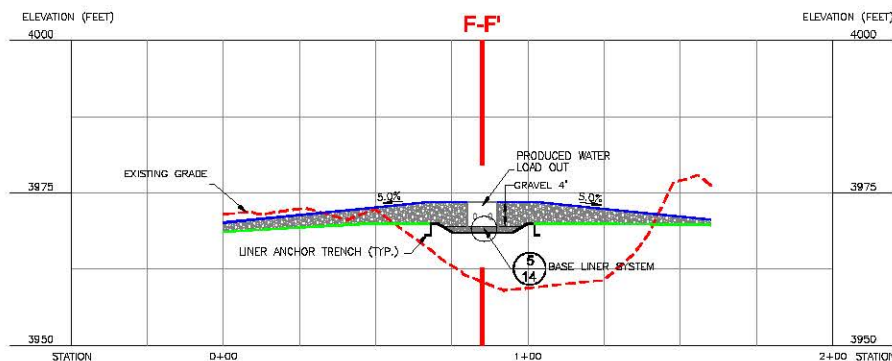 ELEVATION (FEET)
F-F'
ELEVATION (FEET)
4000
4000
PRODUCED WATER
LOAD OUT
EXISTING GRADE
5.0%
GRAVEL 4'
5.0%
3975
3975
LINER ANCHOR TRENCH (TYP.)
5
14
BASE LINER SYSTEM
3950
3950
STATION
0+00
1+00
2+00
STATION